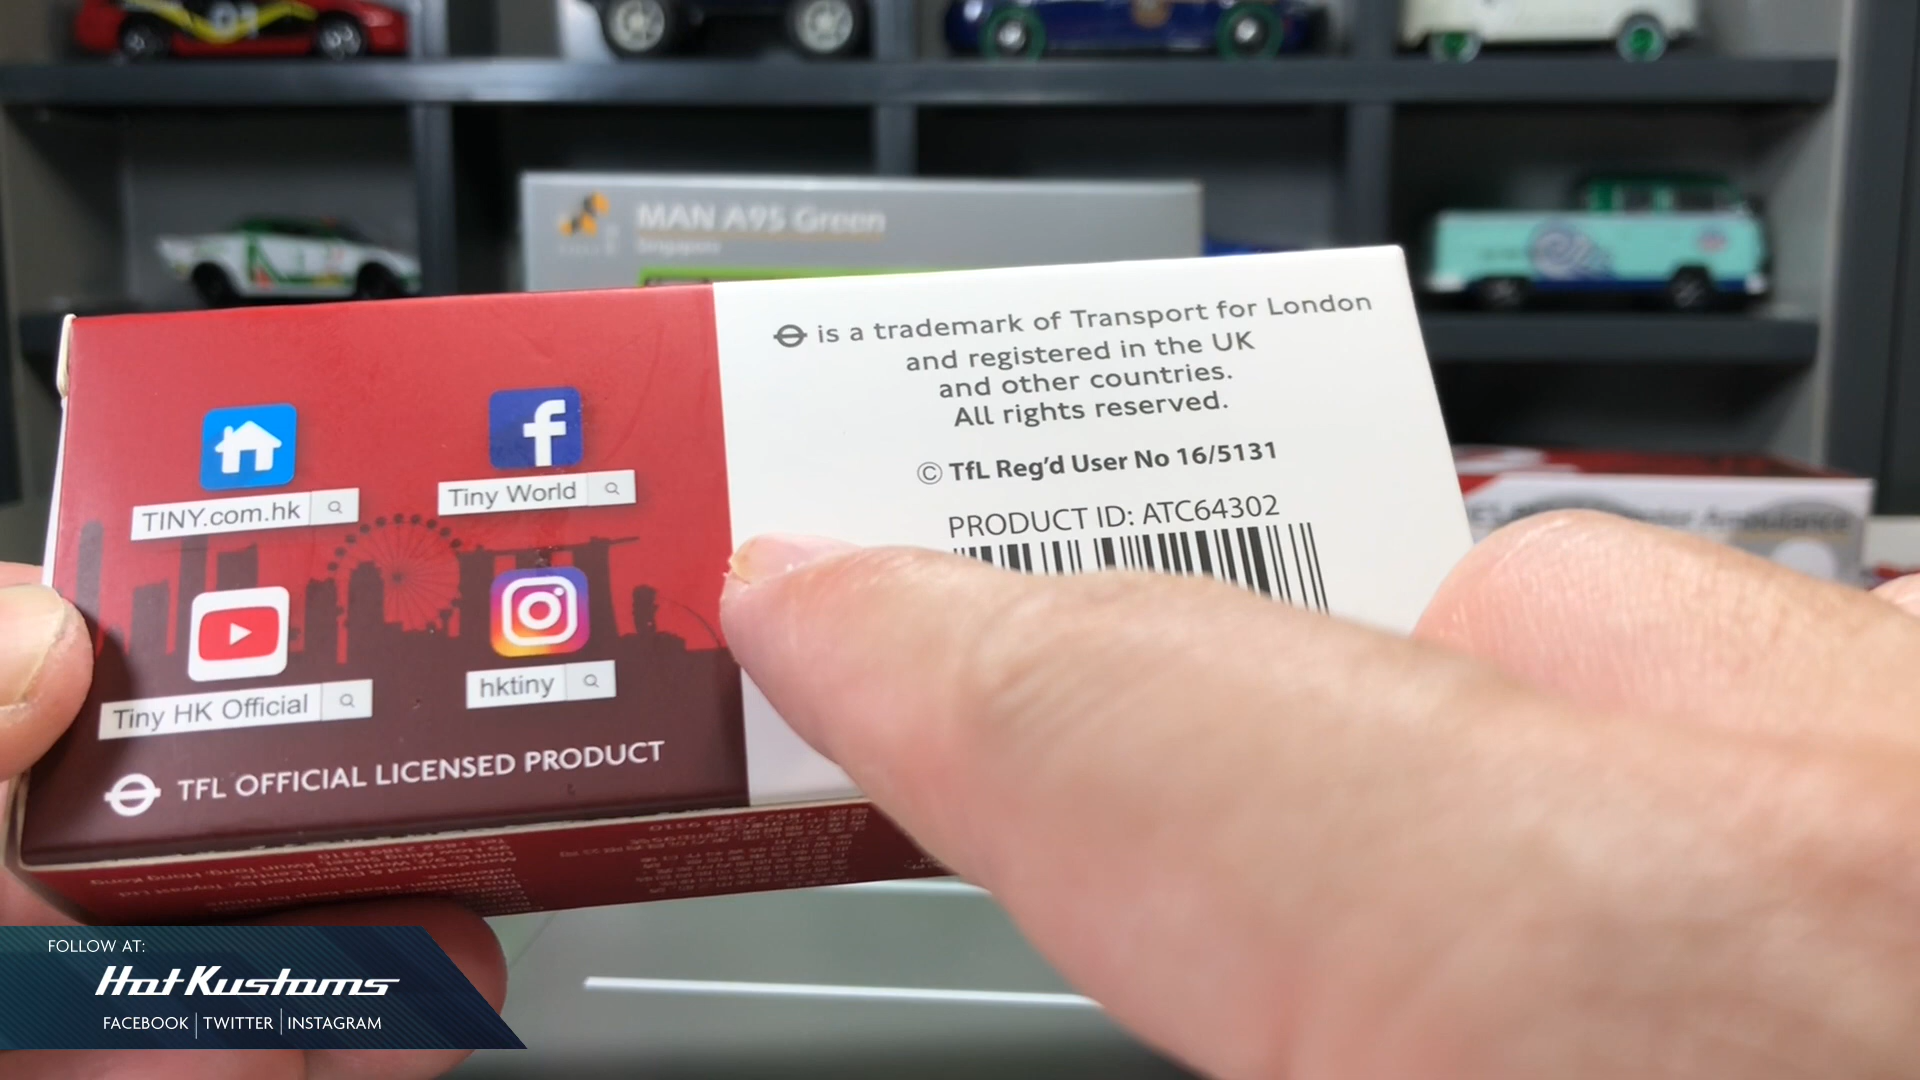 MAN A95 Green
Singapore
TINY.com.hk
Tiny World
Tiny HK Official
hktiny
TFL OFFICIAL LICENSED PRODUCT
is a trademark of Transport for London
and registered in the UK
and other countries.
All rights reserved.
© TfL Reg'd User No 16/5131
PRODUCT ID: ATC64302
FOLLOW AT:
HotKustoms
FACEBOOK | TWITTER | INSTAGRAM